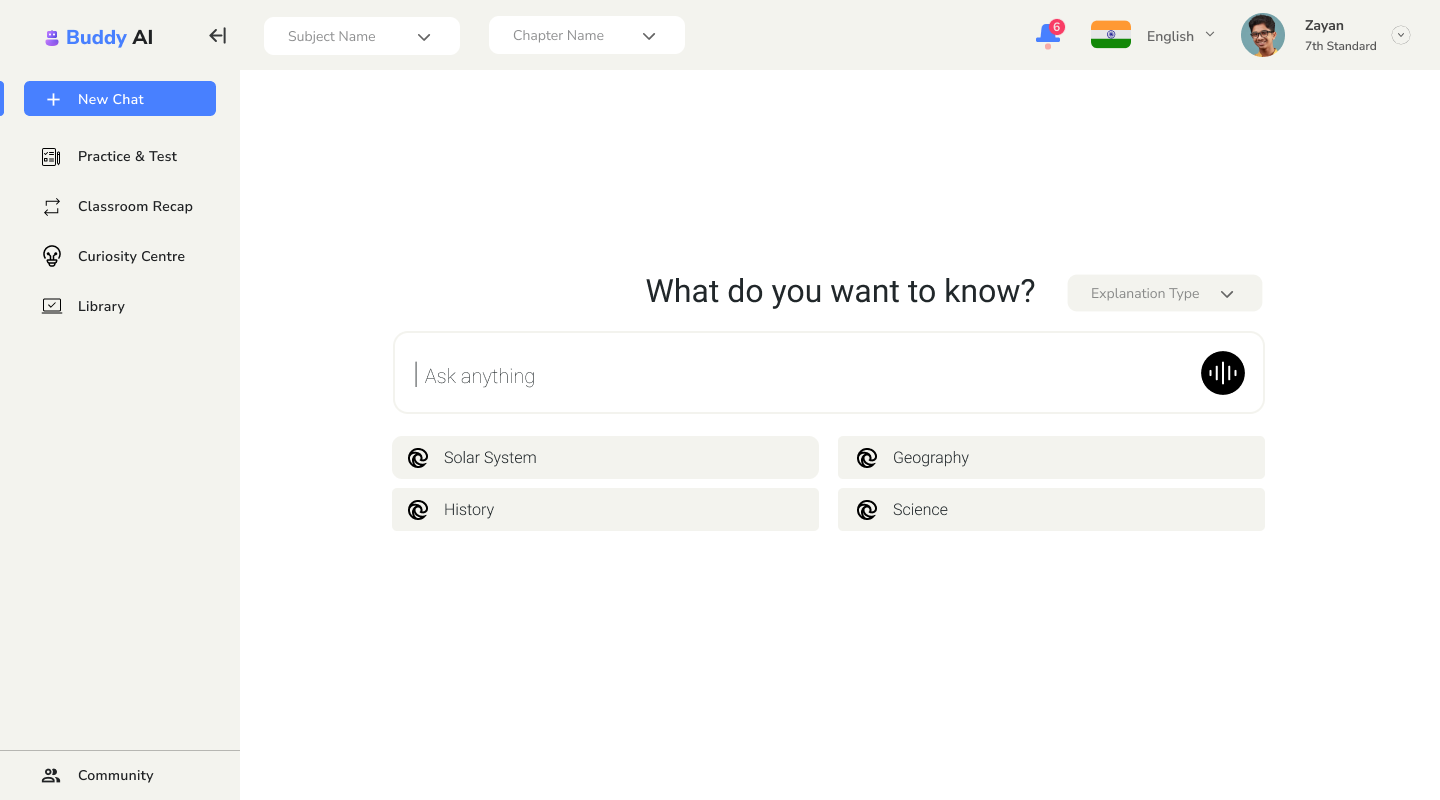 Buddy AI
Subject Name
Chapter Name
6
English
Zayan
7th Standard
New Chat
Practice & Test
Classroom Recap
Curiosity Centre
Library
What do you want to know?
Explanation Type
Ask anything
Solar System
Geography
History
Science
Community